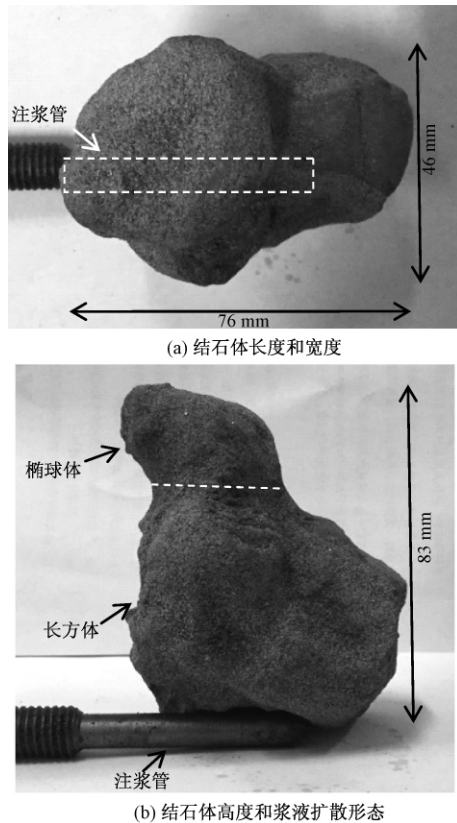 注浆管
46 mm
76 mm
(a) 结石体长度和宽度
椭球体
83 mm
长方体
注浆管
(b) 结石体高度和浆液扩散形态